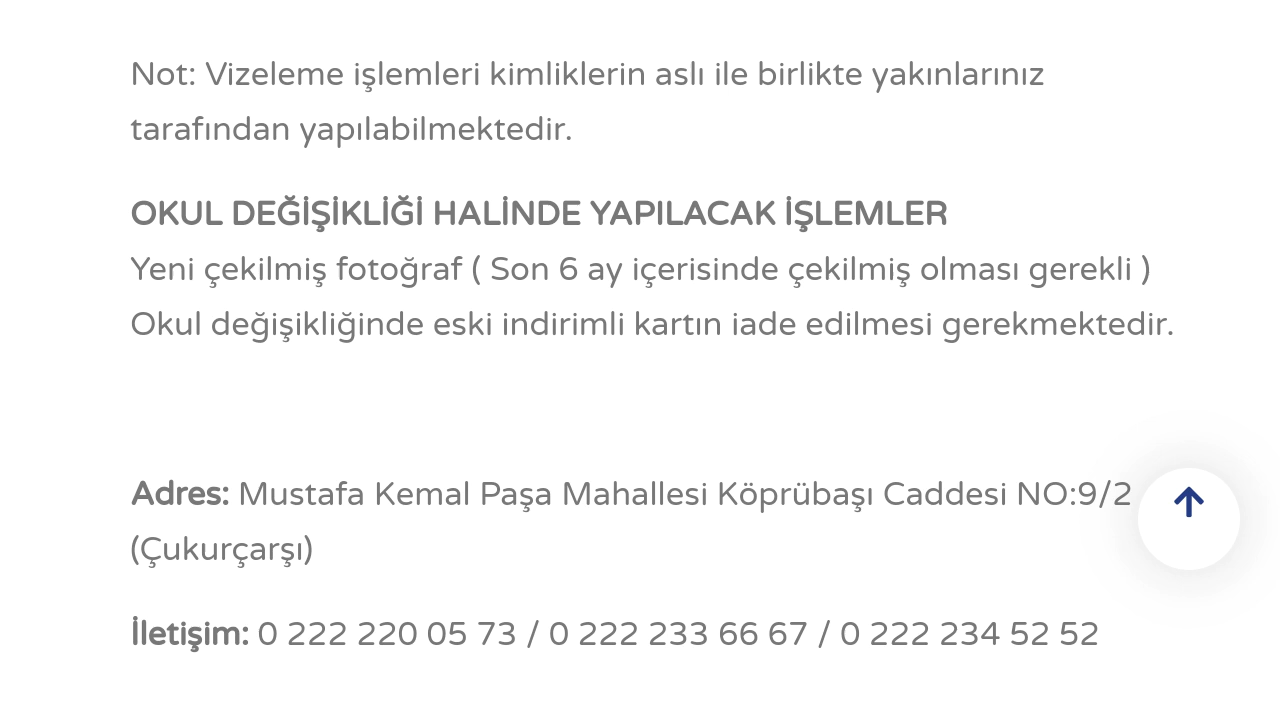 Not: Vizeleme işlemleri kimliklerin aslı ile birlikte yakınlarınız
tarafından yapılabilmektedir.
OKUL DEĞİŞİKLİĞİ HALİNDE YAPILACAK İŞLEMLER
Yeni çekilmiş fotoğraf ( Son 6 ay içerisinde çekilmiş olması gerekli )
Okul değişikliğinde eski indirimli kartın iade edilmesi gerekmektedir.
Adres: Mustafa Kemal Paşa Mahallesi Köprübaşı Caddesi NO:9/2
(Çukurçarşı)
İletişim: 0 222 220 05 73 / 0 222 233 66 67 / 0 222 234 52 52